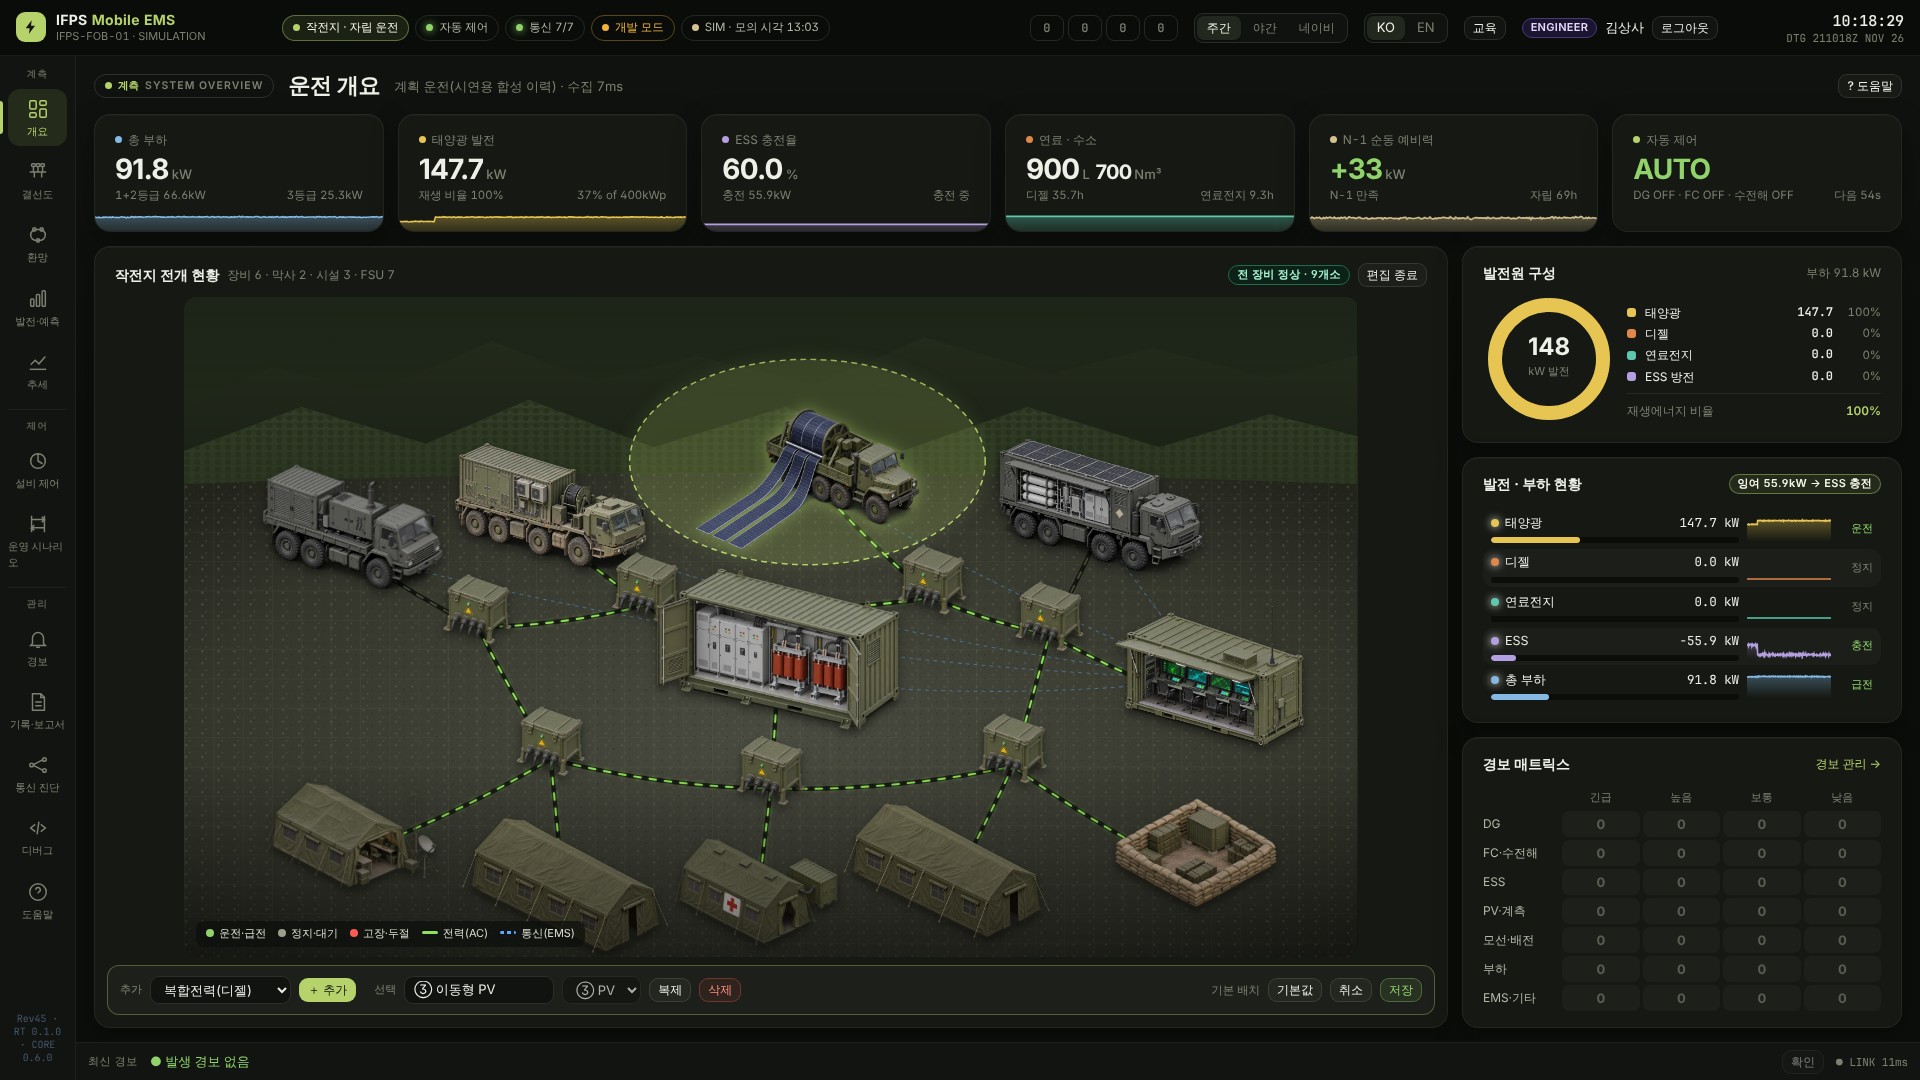 IFPS Mobile EMS
IFPS-FOB-01 · SIMULATION
작전지 · 자립 운전
자동 제어
통신 7/7
개발 모드
SIM · 모의 시각 13:03
0 0 0 0
주간 야간 네이비
KO EN
교육
ENGINEER 김상사 로그아웃
10:18:29
DTG 211018Z NOV 26
계측
개요
결선도
환망
발전·예측
추세
제어
설비 제어
운영 시나리오
관리
경보
기록·보고서
통신 진단
디버그
도움말
Rev45 ·
RT 0.1.0
· CORE
0.6.0
계측 SYSTEM OVERVIEW
운전 개요
계획 운전(시연용 합성 이력) · 수집 7ms
? 도움말
총 부하
91.8 kW
1+2등급 66.6kW 3등급 25.3kW
태양광 발전
147.7 kW
재생 비율 100% 37% of 400kWp
ESS 충전율
60.0 %
충전 55.9kW 충전 중
연료 · 수소
900 L 700 Nm³
디젤 35.7h 연료전지 9.3h
N-1 순동 예비력
+33 kW
N-1 만족 자립 69h
자동 제어
AUTO
DG OFF · FC OFF · 수전해 OFF 다음 54s
작전지 전개 현황 장비 6 · 막사 2 · 시설 3 · FSU 7
전 장비 정상 · 9개소
편집 종료
운전·급전 정지·대기 고장·두절 전력(AC) 통신(EMS)
추가 복합전력(디젤) + 추가 선택 ③ 이동형 PV ③ PV 복제 삭제
기본 배치 기본값 취소 저장
발전원 구성 부하 91.8 kW
148
kW 발전
태양광 147.7 100%
디젤 0.0 0%
연료전지 0.0 0%
ESS 방전 0.0 0%
재생에너지 비율 100%
발전 · 부하 현황 잉여 55.9kW → ESS 충전
태양광 147.7 kW 운전
디젤 0.0 kW 정지
연료전지 0.0 kW 정지
ESS -55.9 kW 충전
총 부하 91.8 kW 급전
경보 매트릭스 경보 관리 →
긴급 높음 보통 낮음
DG 0 0 0 0
FC·수전해 0 0 0 0
ESS 0 0 0 0
PV·계측 0 0 0 0
모선·배전 0 0 0 0
부하 0 0 0 0
EMS·기타 0 0 0 0
최신 경보 발생 경보 없음
확인 LINK 11ms